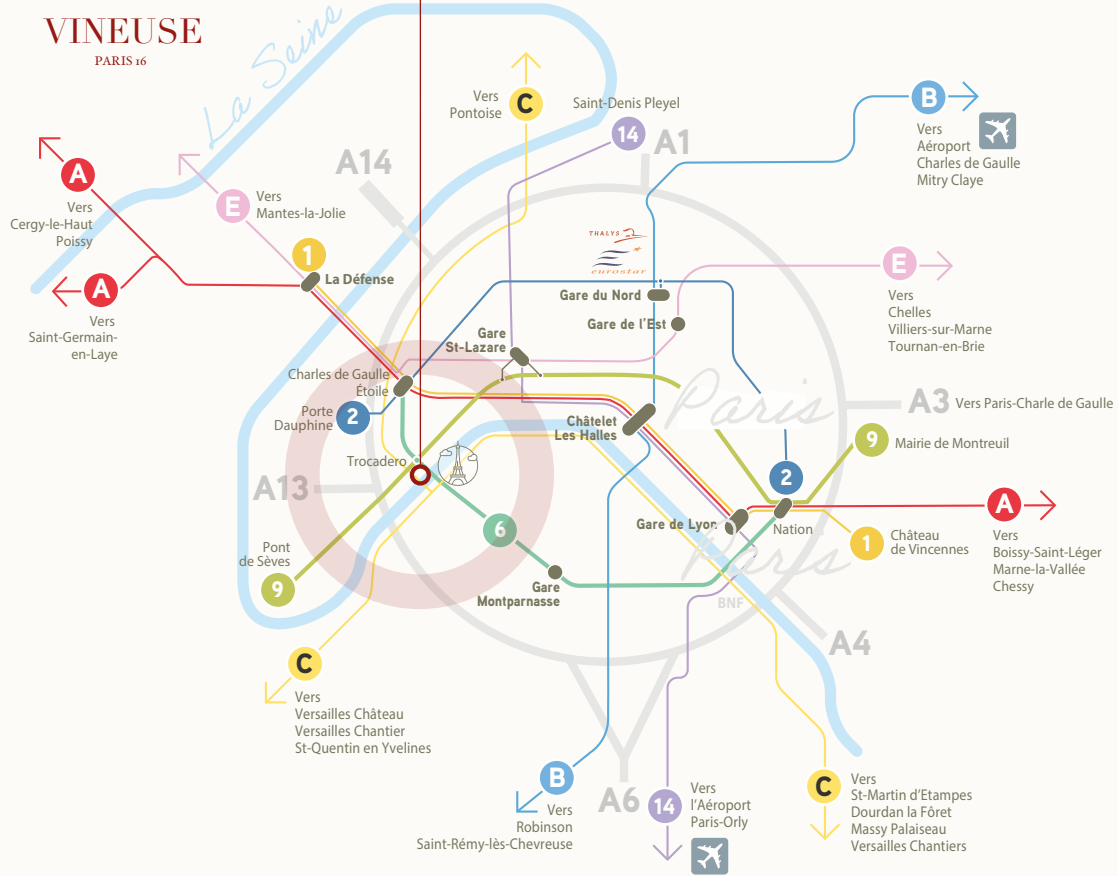 VINEUSE
PARIS 16
La Seine
Vers
Pontoise
C
Saint-Denis Pleyel
14
A1
B
Vers
Aéroport
Charles de Gaulle
Mitry Claye
A14
A
Vers
Cergy-le-Haut
Poissy
E
Vers
Mantes-la-Jolie
1
La Défense
A
Vers
Saint-Germain-
en-Laye
THALYS
eurostar
Gare du Nord
Gare de l'Est
E
Vers
Chelles
Villiers-sur-Marne
Tournan-en-Brie
Gare
St-Lazare
Charles de Gaulle
Étoile
Porte
Dauphine
2
Châtelet
Les Halles
Paris
A3
Vers Paris-Charle de Gaulle
9
Mairie de Montreuil
Trocadero
A13
2
6
Gare de Lyon
Nation
A
Vers
Boissy-Saint-Léger
Marne-la-Vallée
Chessy
1
Château
de Vincennes
Paris
Pont
de Sèves
9
Gare
Montparnasse
BNF
A4
C
Vers
Versailles Château
Versailles Chantier
St-Quentin en Yvelines
B
Vers
Robinson
Saint-Rémy-lès-Chevreuse
A6
14
Vers
l'Aéroport
Paris-Orly
C
Vers
St-Martin d'Etampes
Dourdan la Fôret
Massy Palaiseau
Versailles Chantiers